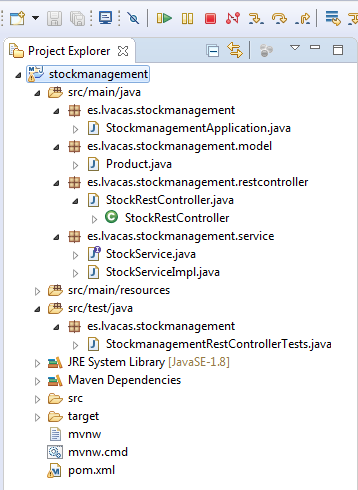 Project Explorer
stockmanagement
src/main/java
es.lvacas.stockmanagement
StockmanagementApplication.java
es.lvacas.stockmanagement.model
Product.java
es.lvacas.stockmanagement.restcontroller
StockRestController.java
StockRestController
es.lvacas.stockmanagement.service
StockService.java
StockServiceImpl.java
src/main/resources
src/test/java
es.lvacas.stockmanagement
StockmanagementRestControllerTests.java
JRE System Library [JavaSE-1.8]
Maven Dependencies
src
target
mvnw
mvnw.cmd
pom.xml